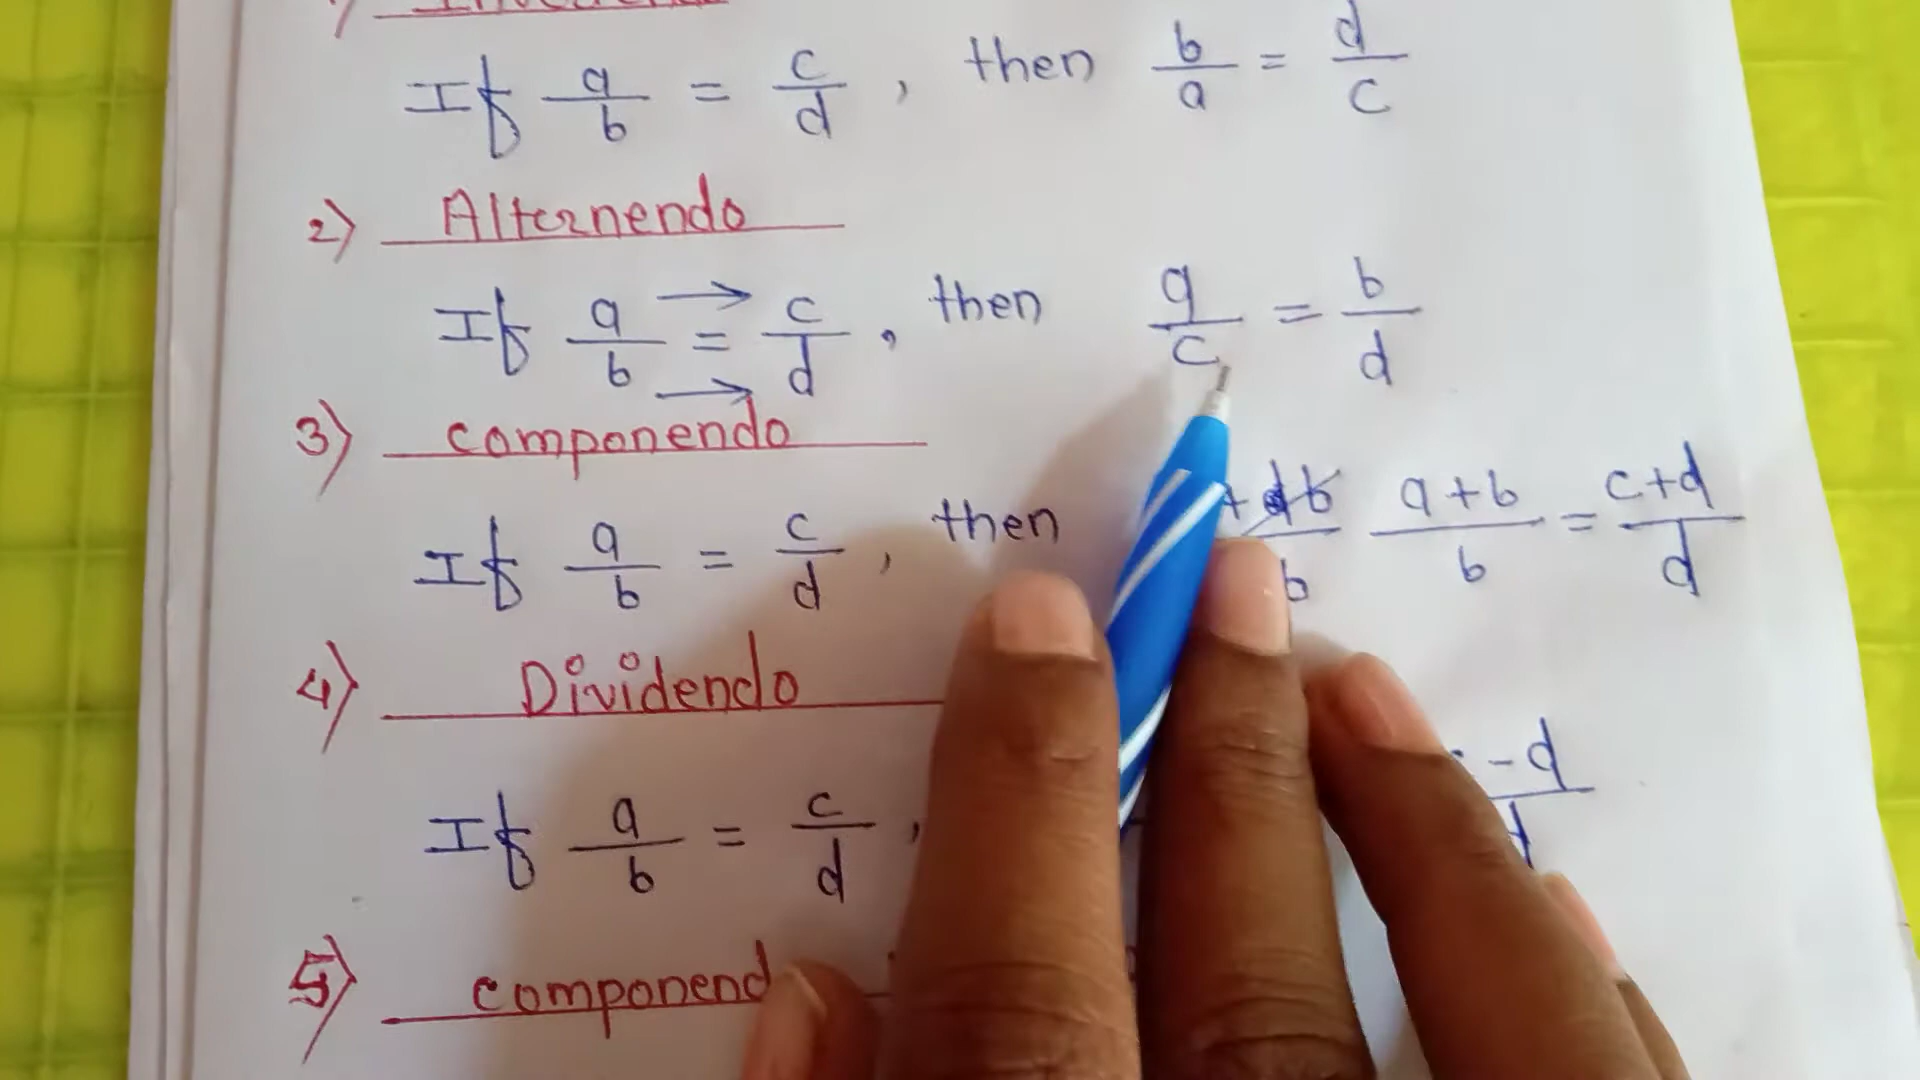 If a/b = c/d, then b/a = d/c
2) Alternendo
If a/b = c/d, then a/c = b/d
3) componendo
If a/b = c/d, then b a+b/b = c+d/d
4) Dividendo
If a/b = c/d, -d
5) componend